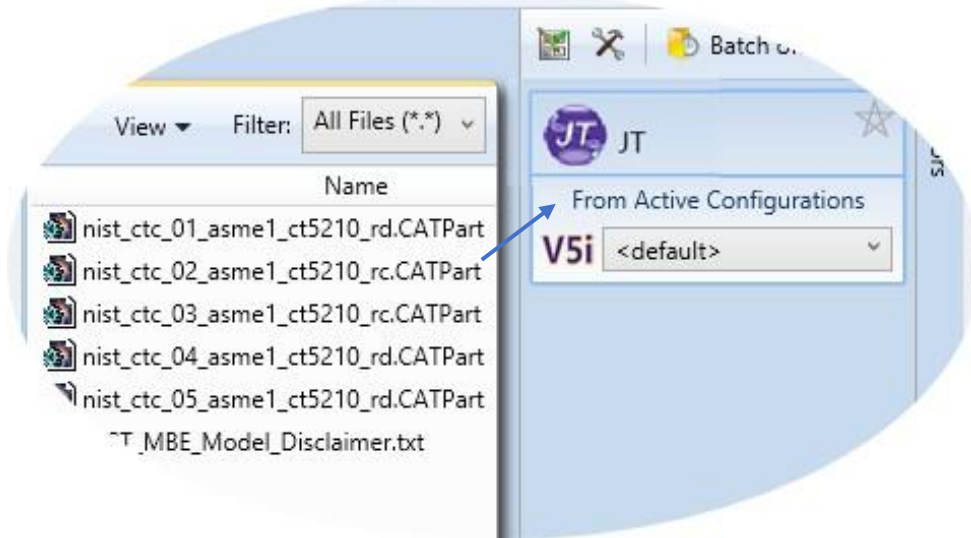 View
Filter: All Files (*.*)
Name
nist_ctc_01_asme1_ct5210_rd.CATPart
nist_ctc_02_asme1_ct5210_rc.CATPart
nist_ctc_03_asme1_ct5210_rc.CATPart
nist_ctc_04_asme1_ct5210_rd.CATPart
nist_ctc_05_asme1_ct5210_rd.CATPart
_MBE_Model_Disclaimer.txt
Batch
JT JT
From Active Configurations
V5i <default>